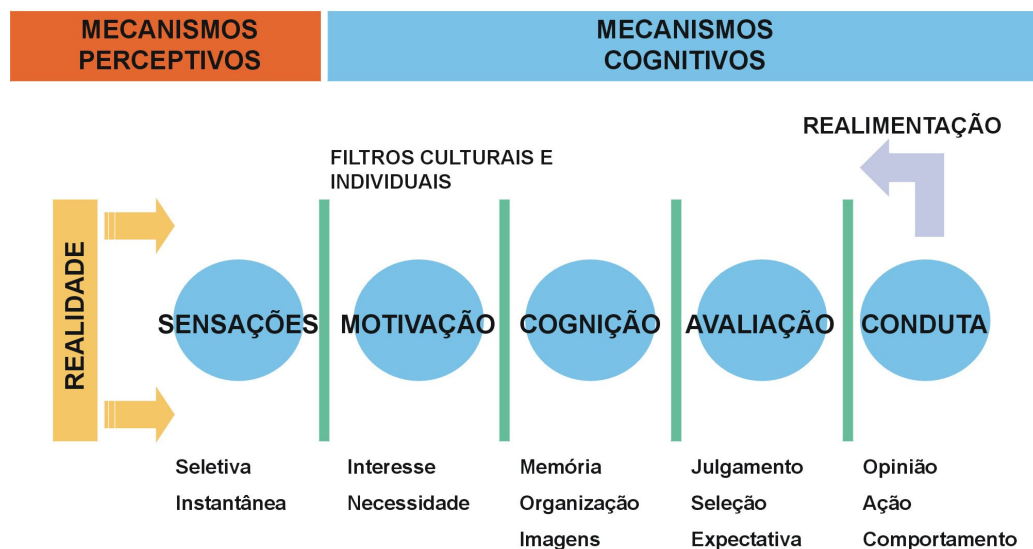 MECANISMOS
PERCEPTIVOS
MECANISMOS
COGNITIVOS
REALIMENTAÇÃO
FILTROS CULTURAIS E
INDIVIDUAIS
REALIDADE
SENSAÇÕES
MOTIVAÇÃO
COGNIÇÃO
AVALIAÇÃO
CONDUTA
Seletiva
Instantânea
Interesse
Necessidade
Memória
Organização
Imagens
Julgamento
Seleção
Expectativa
Opinião
Ação
Comportamento